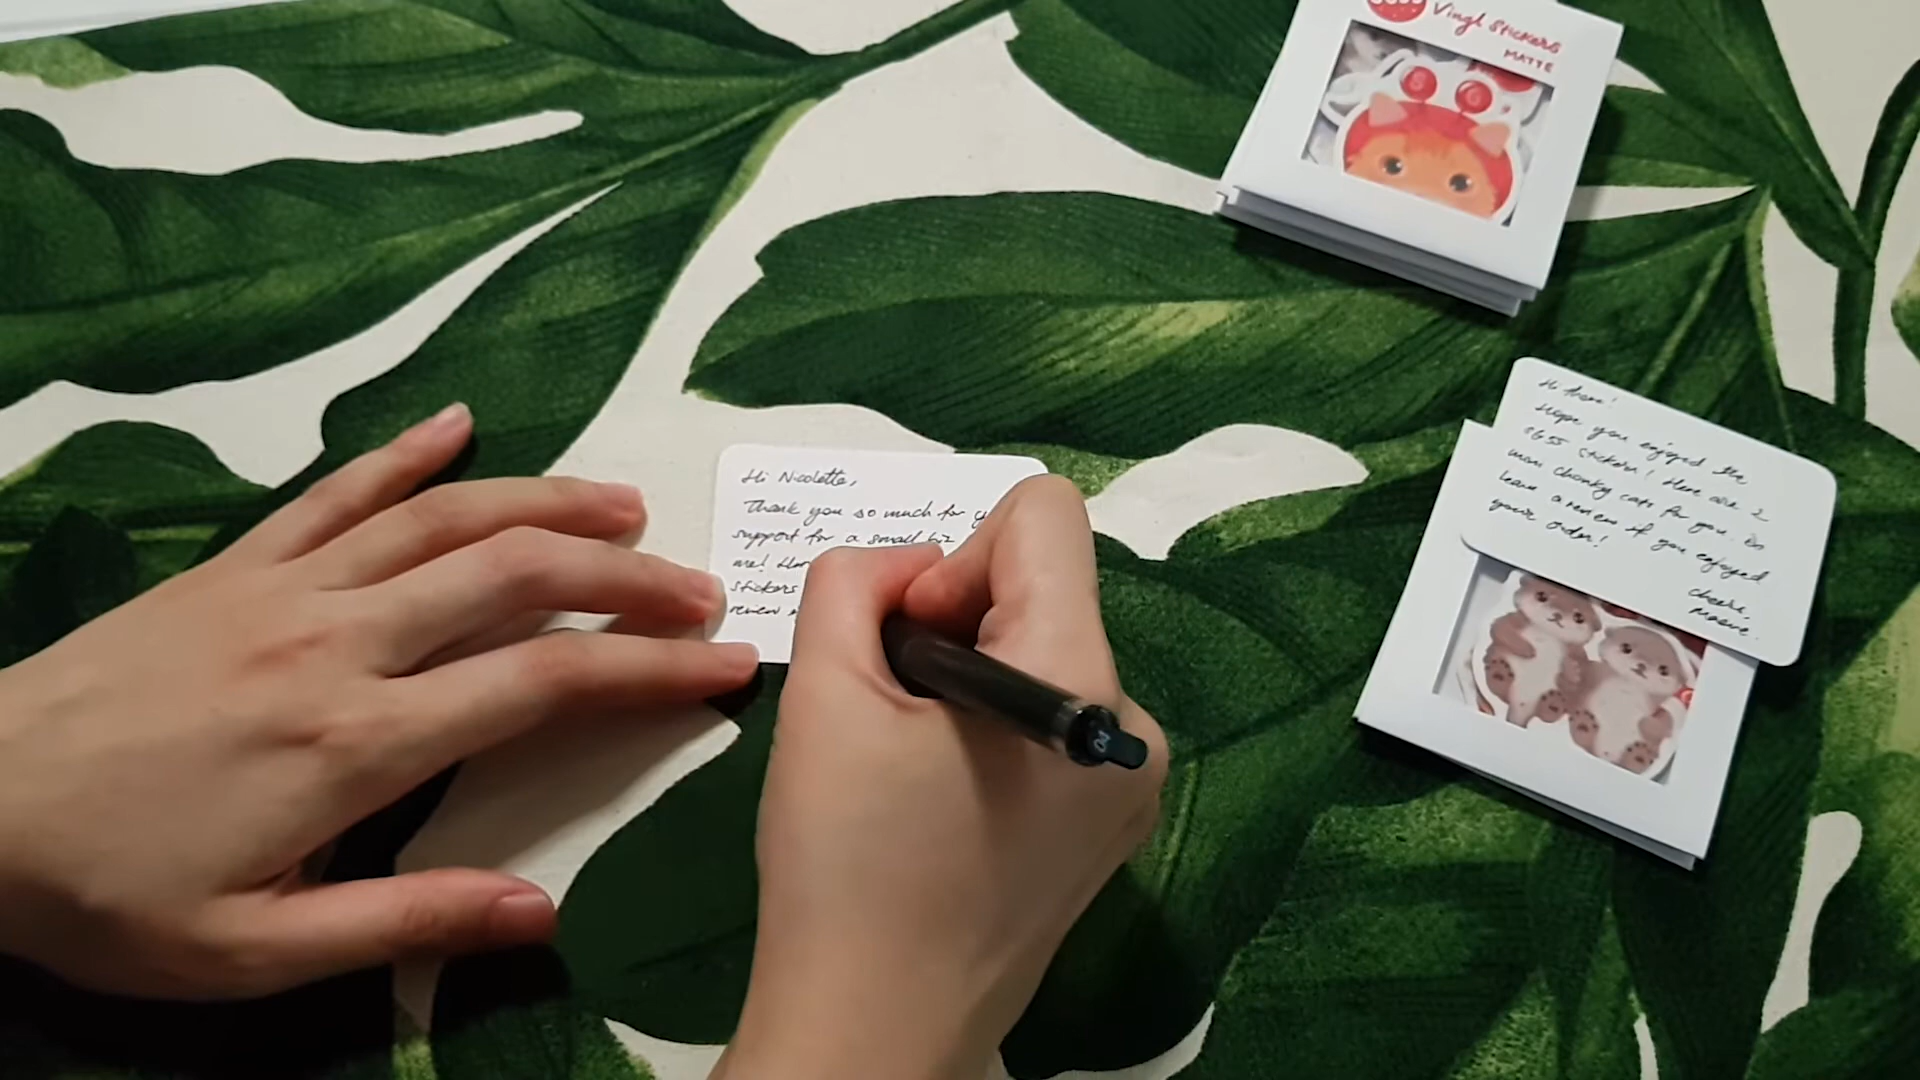 Vinyl Stickers
MATTE
Hi there!
Hope you enjoyed the
SG55 stickers! Here are 2
more chonky cats for you. Do
leave a review if you enjoyed
your order!
Cheers,
Hi Nicolette,
Thank you so much for
support for a small biz
me!
stickers
review
04